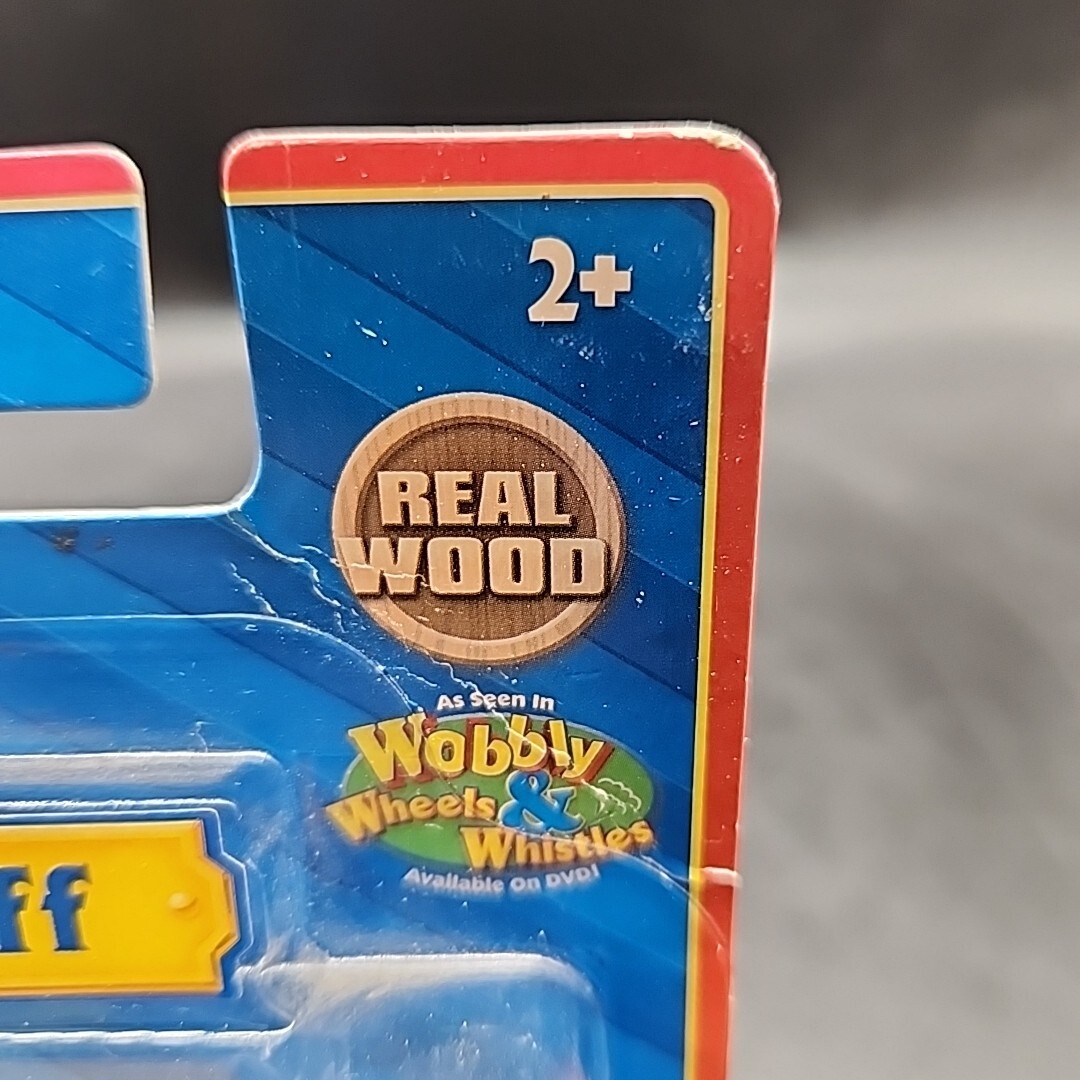 2+
REAL
WOOD
As Seen In
Wobbly
Wheels &
Whistles
Available On DVD!
ff